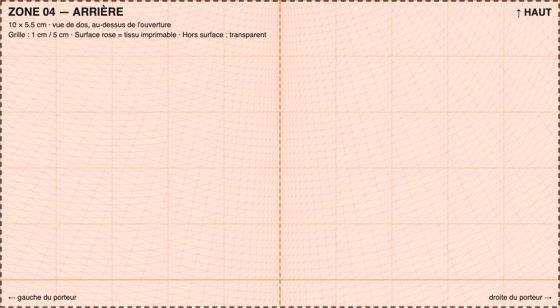 ZONE 04 — ARRIÈRE
↑ HAUT
10 × 5.5 cm · vue de dos, au-dessus de l'ouverture
Grille : 1 cm / 5 cm · Surface rose = tissu imprimable · Hors surface : transparent
← gauche du porteur
droite du porteur →